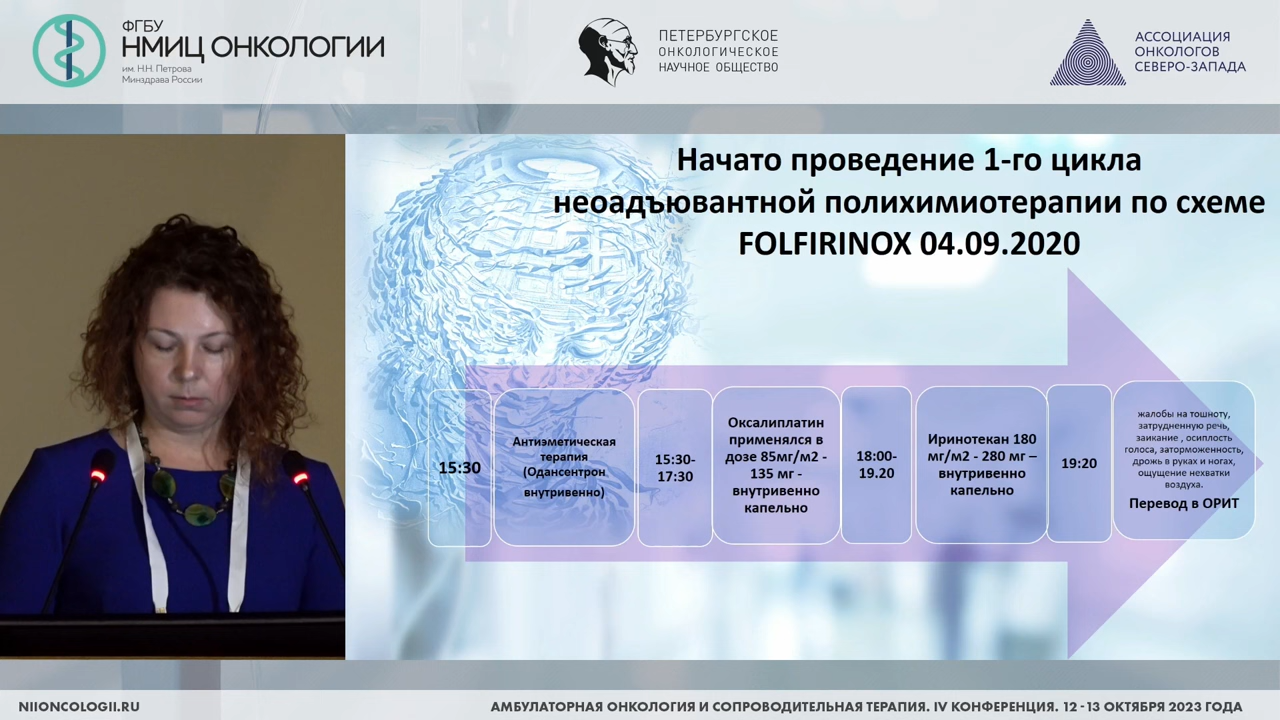 ФГБУ
НМИЦ ОНКОЛОГИИ
им. Н.Н. Петрова
Минздрава России
ПЕТЕРБУРГСКОЕ
ОНКОЛОГИЧЕСКОЕ
НАУЧНОЕ ОБЩЕСТВО
АССОЦИАЦИЯ
ОНКОЛОГОВ
СЕВЕРО-ЗАПАДА
Начато проведение 1-го цикла
неоадъювантной полихимиотерапии по схеме
FOLFIRINOX 04.09.2020
15:30
Антиэметическая
терапия
(Одансентрон
внутривенно)
15:30-
17:30
Оксалиплатин
применялся в
дозе 85мг/м2 -
135 мг -
внутривенно
капельно
18:00-
19.20
Иринотекан 180
мг/м2 - 280 мг –
внутривенно
капельно
19:20
жалобы на тошноту,
затрудненную речь,
заикание , осиплость
голоса, заторможенность,
дрожь в руках и ногах,
ощущение нехватки
воздуха.
Перевод в ОРИТ
NIIONCOLOGII.RU
АМБУЛАТОРНАЯ ОНКОЛОГИЯ И СОПРОВОДИТЕЛЬНАЯ ТЕРАПИЯ. IV КОНФЕРЕНЦИЯ. 12 - 13 ОКТЯБРЯ 2023 ГОДА